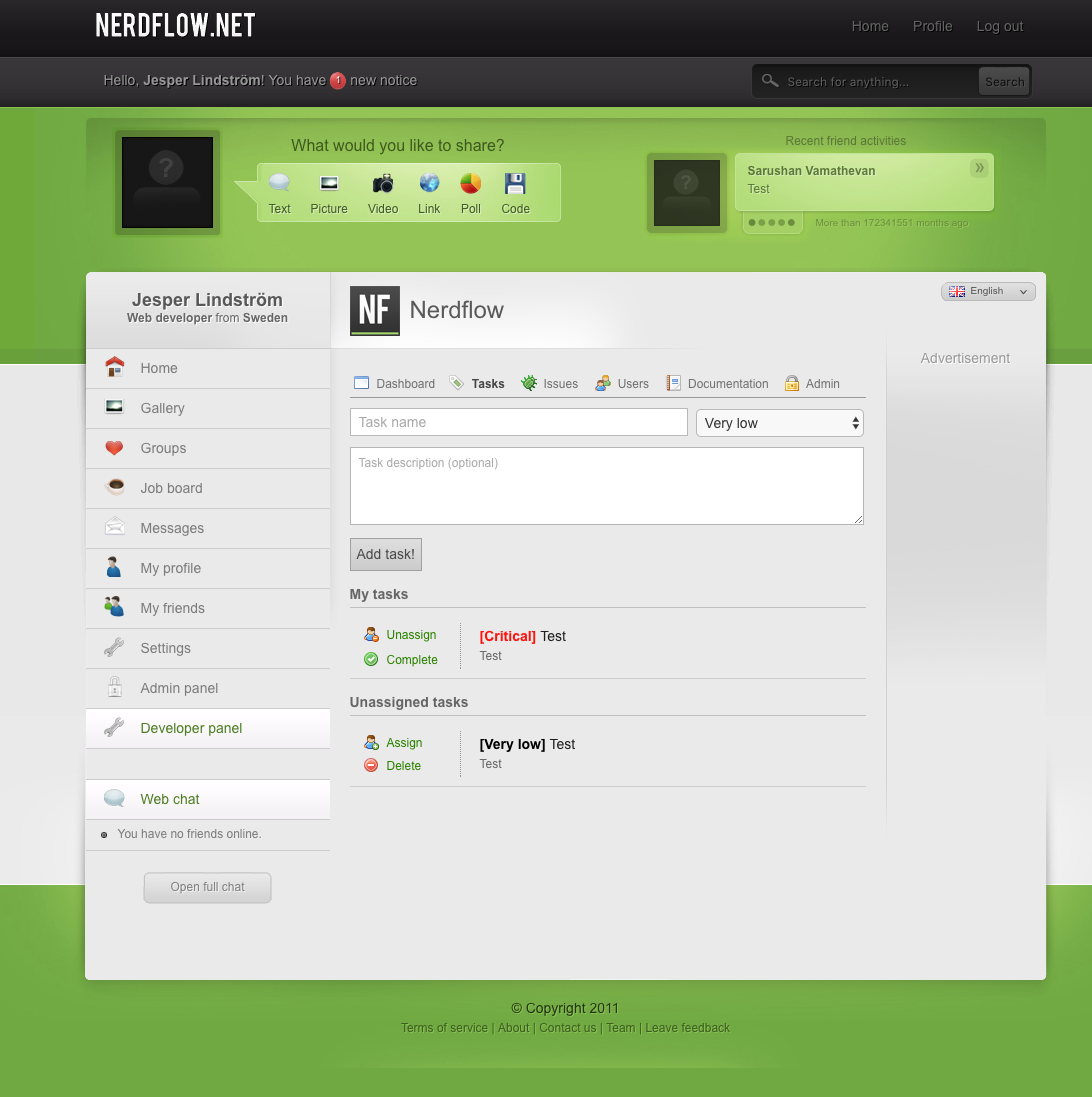 NERDFLOW.NET
Home Profile Log out
Hello, Jesper Lindström! You have 1 new notice
Search for anything... Search
What would you like to share?
Text Picture Video Link Poll Code
Recent friend activities
Sarushan Vamathevan
Test
More than 172341551 months ago
Jesper Lindström
Web developer from Sweden
Home
Gallery
Groups
Job board
Messages
My profile
My friends
Settings
Admin panel
Developer panel
Web chat
You have no friends online.
Open full chat
NF Nerdflow
English
Dashboard Tasks Issues Users Documentation Admin
Task name Very low
Task description (optional)
Add task!
My tasks
Unassign [Critical] Test
Complete Test
Unassigned tasks
Assign [Very low] Test
Delete Test
Advertisement
© Copyright 2011
Terms of service | About | Contact us | Team | Leave feedback